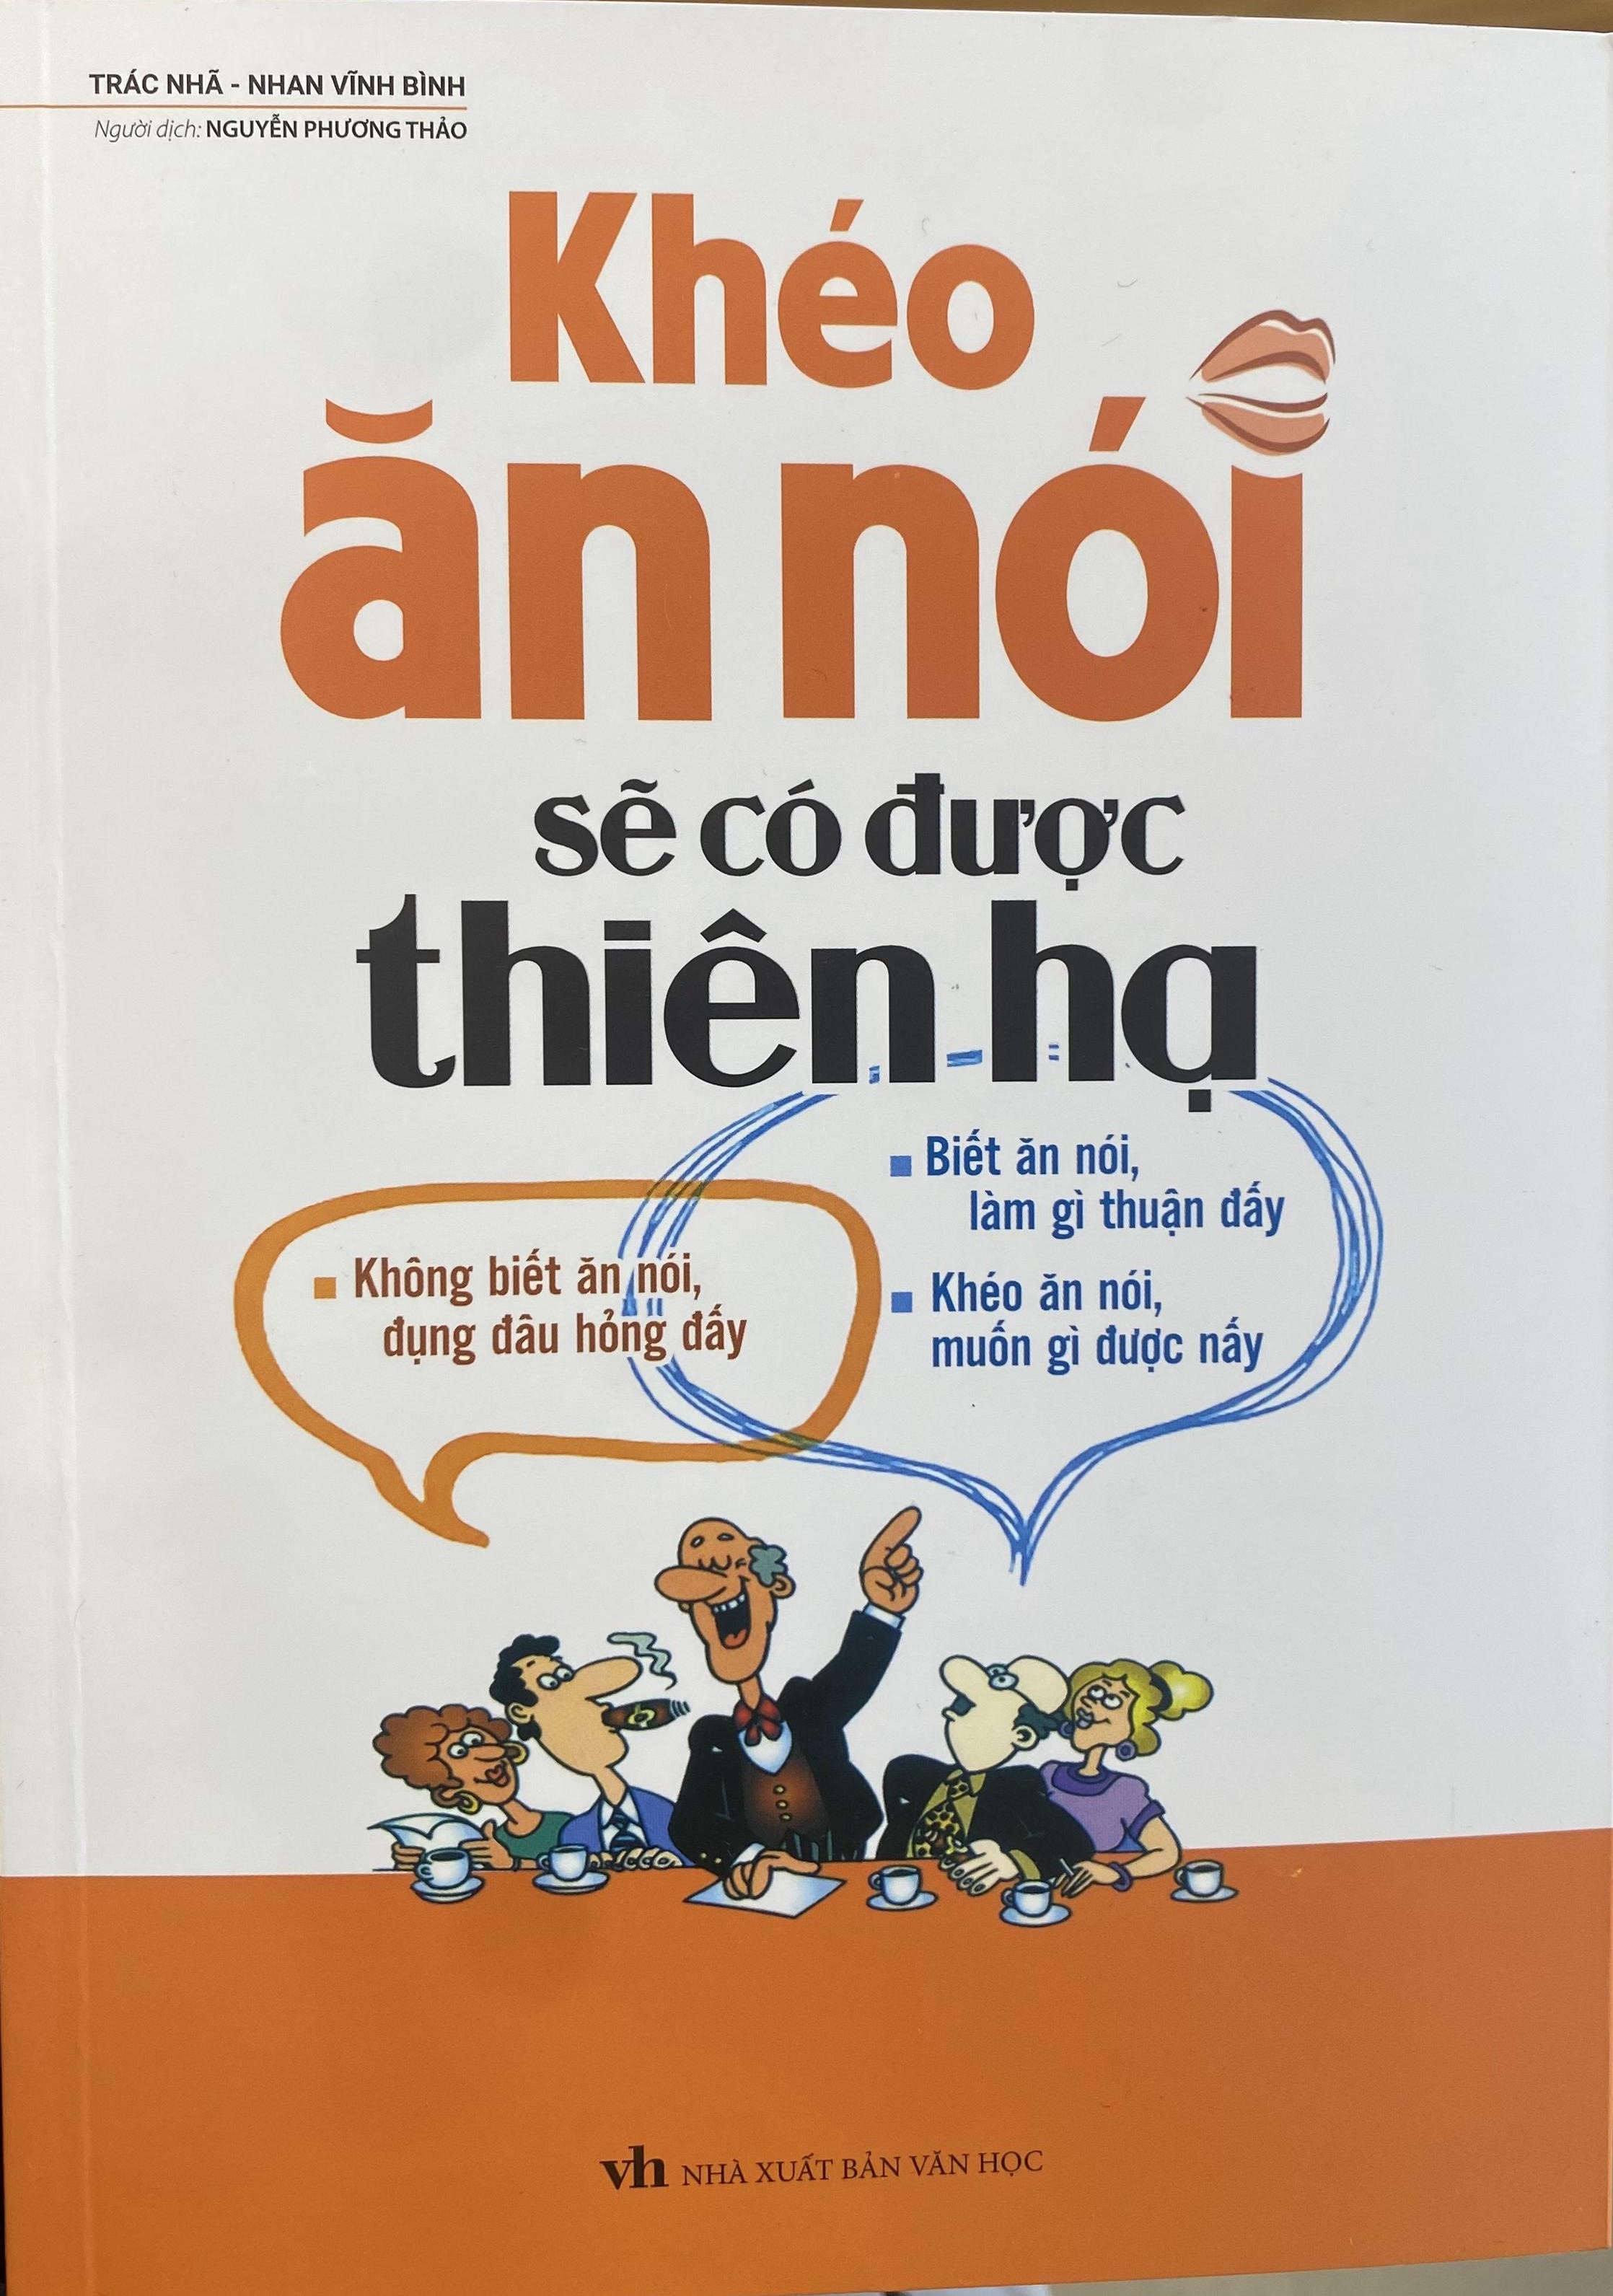 TRÁC NHÃ - NHAN VĨNH BÌNH
Người dịch: NGUYỄN PHƯƠNG THẢO
Khéo
ăn nói
sẽ có được
thiên hạ
Không biết ăn nói,
đụng đâu hỏng đấy
Biết ăn nói,
làm gì thuận đấy
Khéo ăn nói,
muốn gì được nấy
vh NHÀ XUẤT BẢN VĂN HỌC